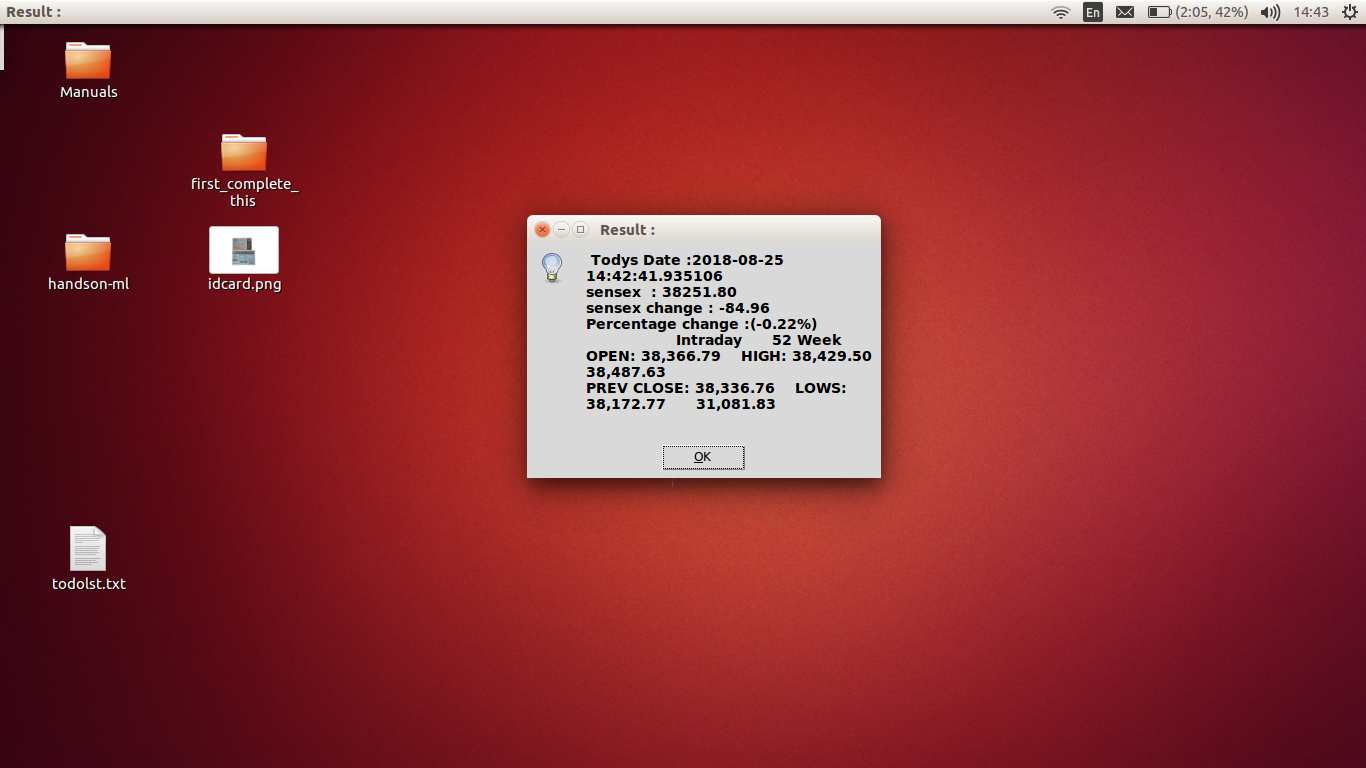 Result :
En
(2:05, 42%)
14:43
Manuals
first_complete_
this
handson-ml
idcard.png
todolst.txt
Result :
Todys Date :2018-08-25
14:42:41.935106
sensex : 38251.80
sensex change : -84.96
Percentage change :(-0.22%)
Intraday 52 Week
OPEN: 38,366.79 HIGH: 38,429.50
38,487.63
PREV CLOSE: 38,336.76 LOWS:
38,172.77 31,081.83
OK